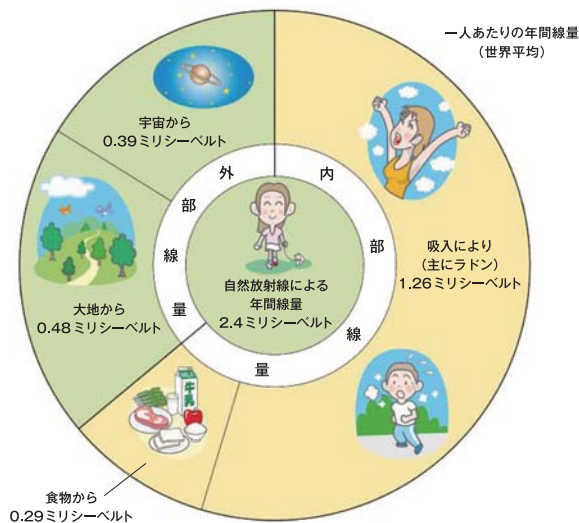 一人あたりの年間線量
（世界平均）
宇宙から
0.39ミリシーベルト
外部線量
内部線量
大地から
0.48ミリシーベルト
自然放射線による
年間線量
2.4ミリシーベルト
吸入により
（主にラドン）
1.26ミリシーベルト
牛乳
食物から
0.29ミリシーベルト